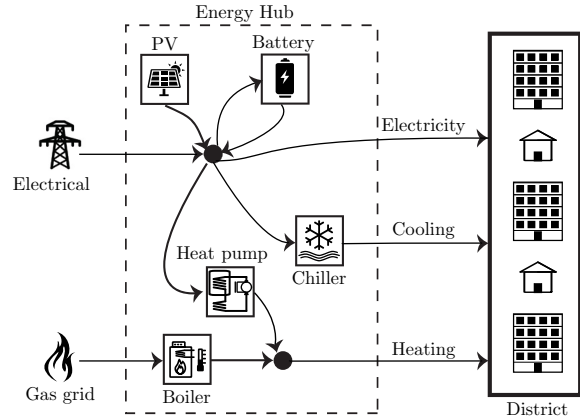 Energy Hub
PV
Battery
Electricity
Electrical
Cooling
Heat pump
Chiller
Heating
Gas grid
Boiler
District